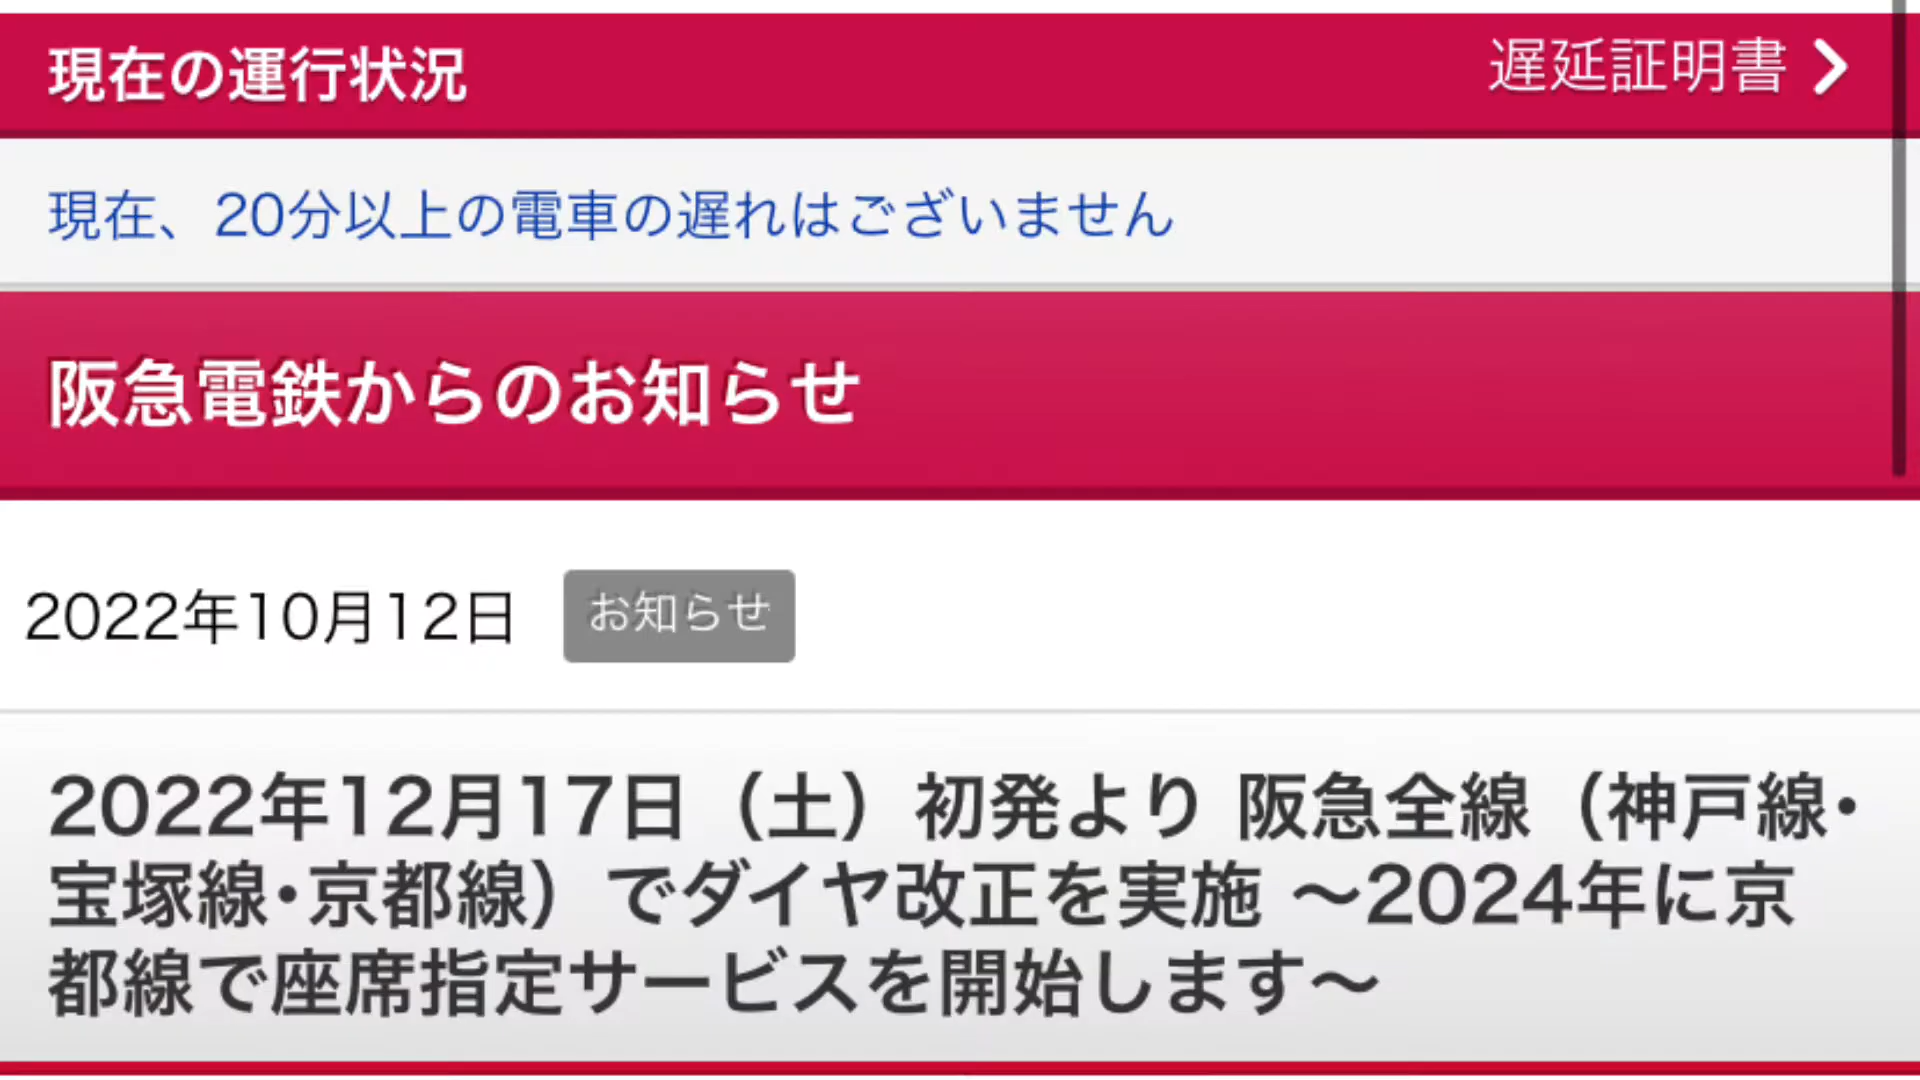 現在の運行状況
遅延証明書
現在、20分以上の電車の遅れはございません
阪急電鉄からのお知らせ
2022年10月12日 お知らせ
2022年12月17日（土）初発より 阪急全線（神戸線･
宝塚線･京都線）でダイヤ改正を実施 ～2024年に京
都線で座席指定サービスを開始します～